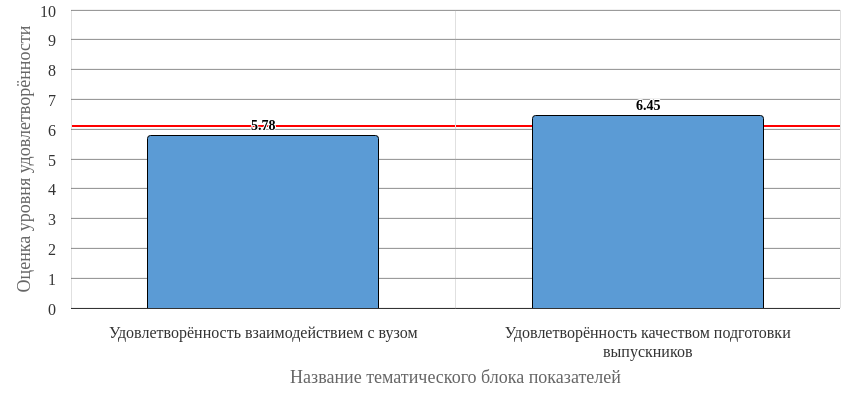 Оценка уровня удовлетворённости
10
9
8
7
6
5
4
3
2
1
0
5.78
6.45
Удовлетворённость взаимодействием с вузом
Удовлетворённость качеством подготовки
выпускников
Название тематического блока показателей